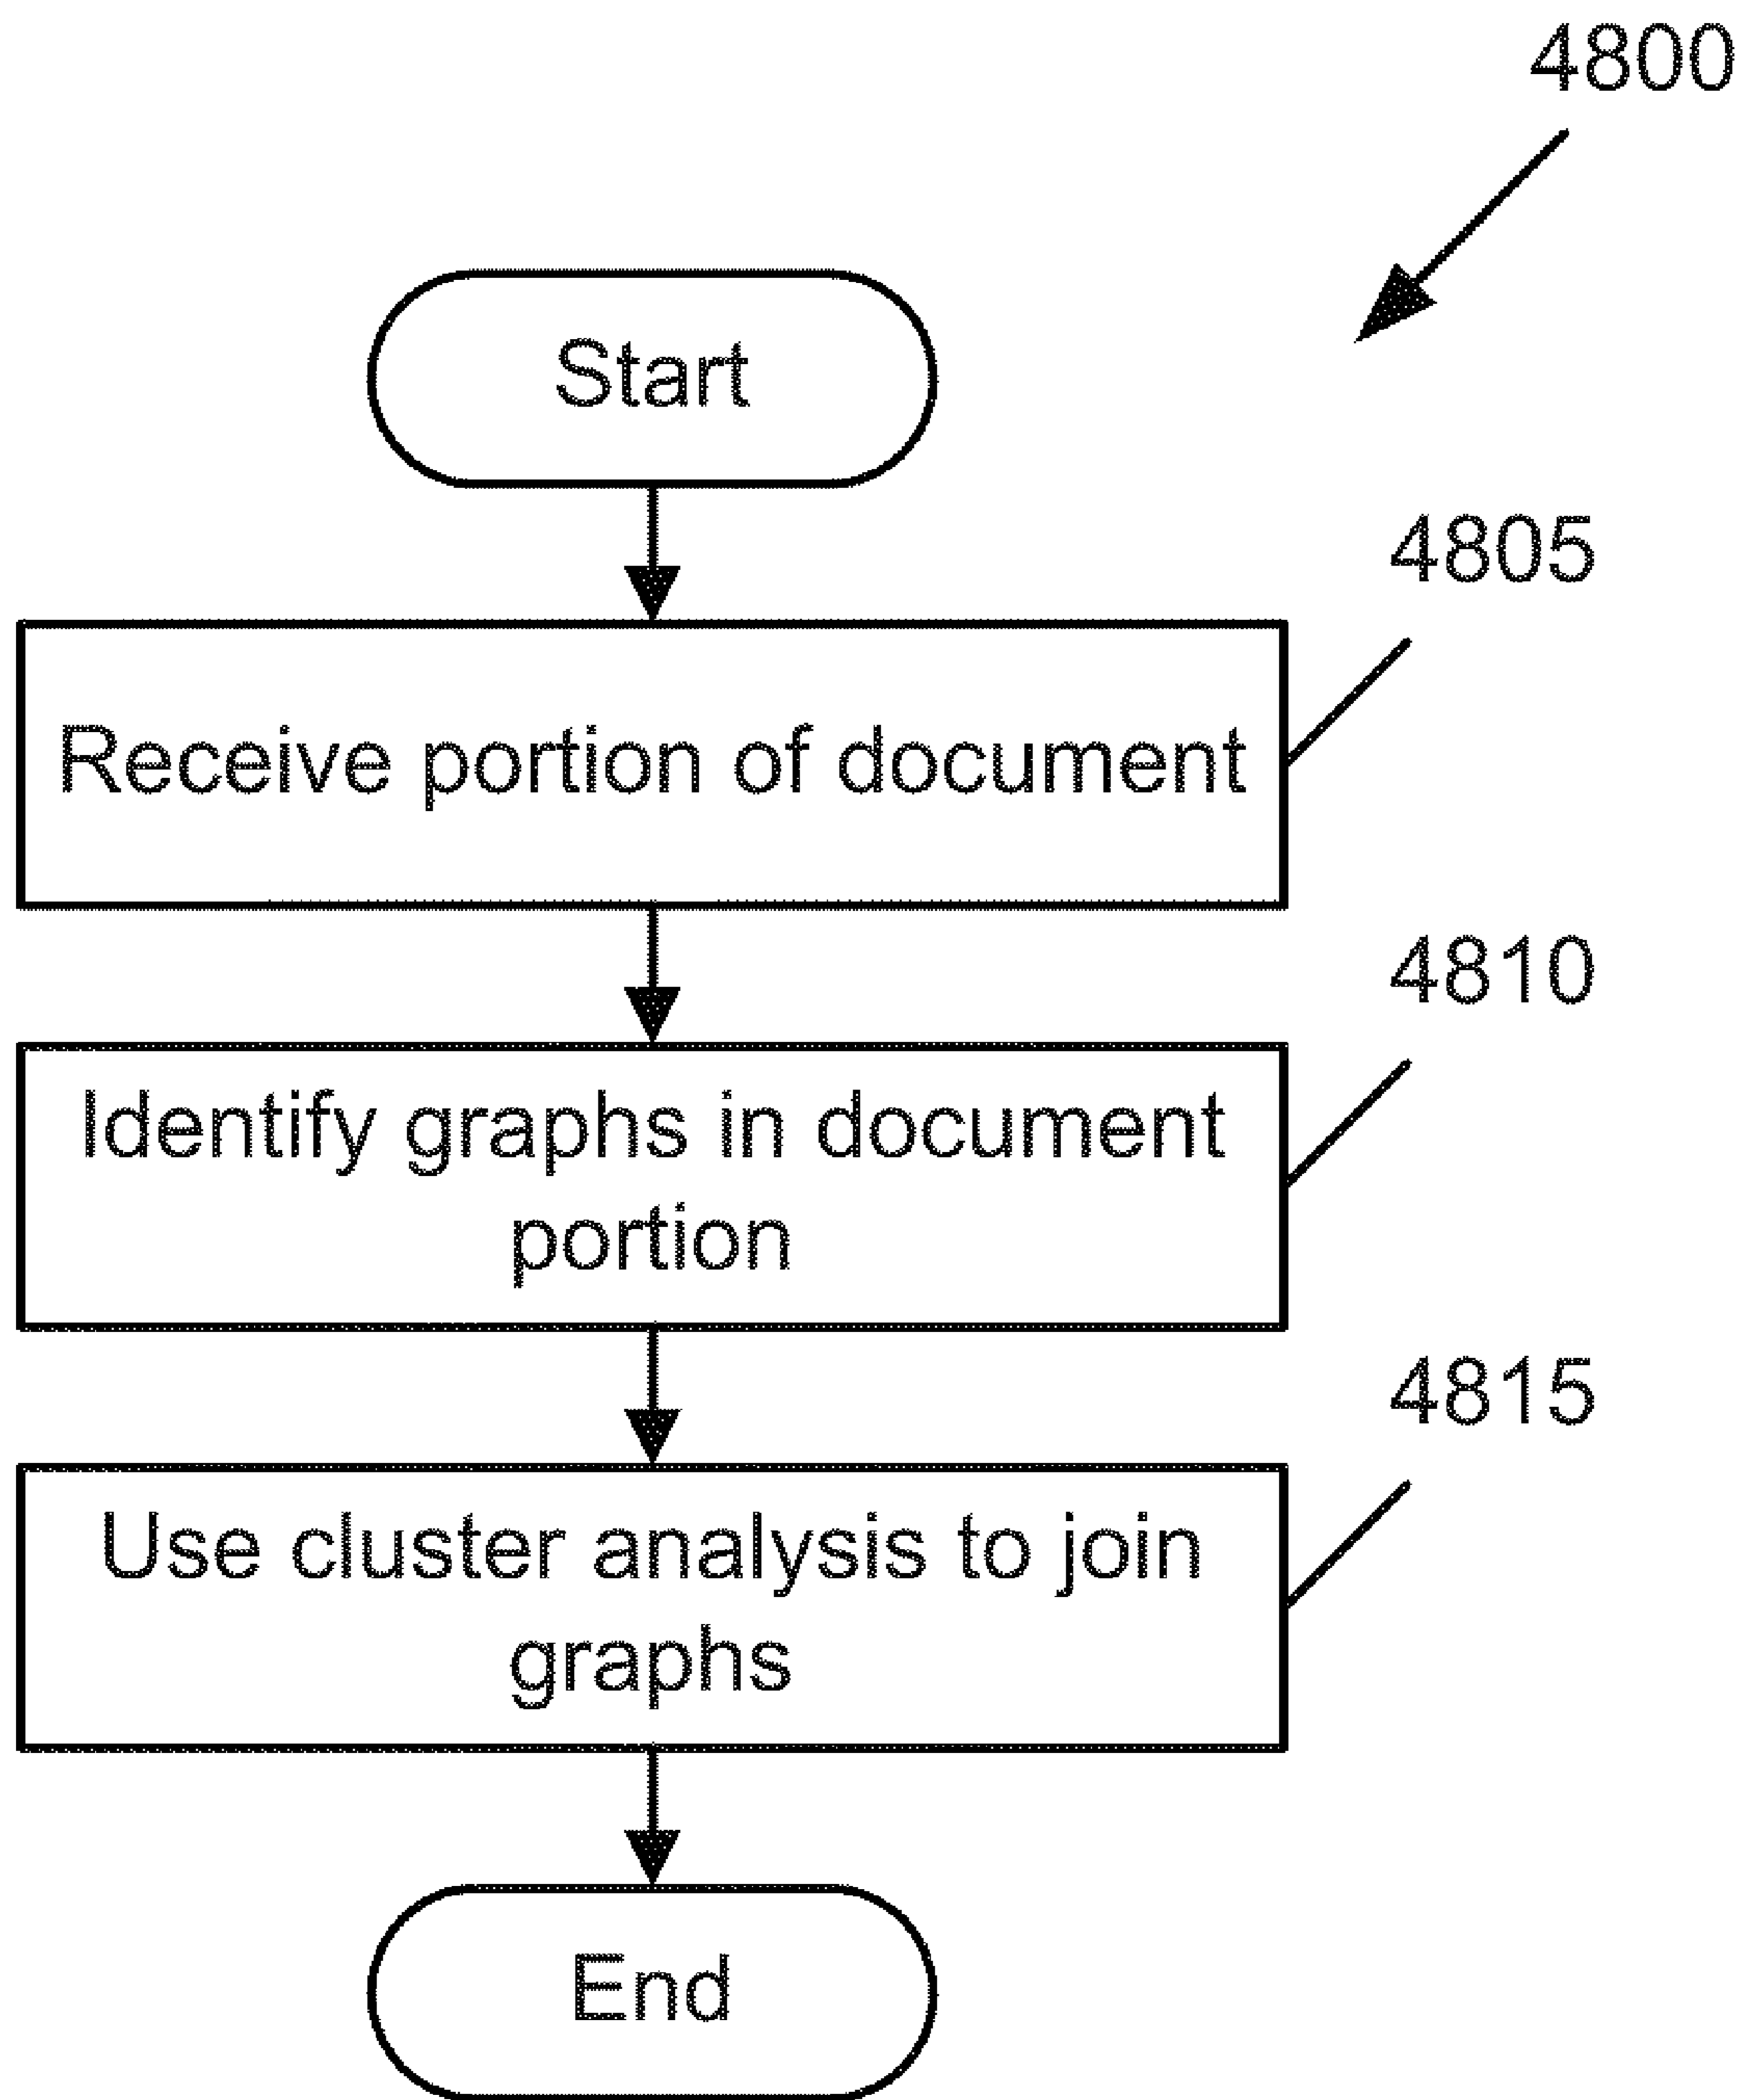 4800
Start
4805
Receive portion of document
4810
Identify graphs in document
portion
4815
Use cluster analysis to join
graphs
End